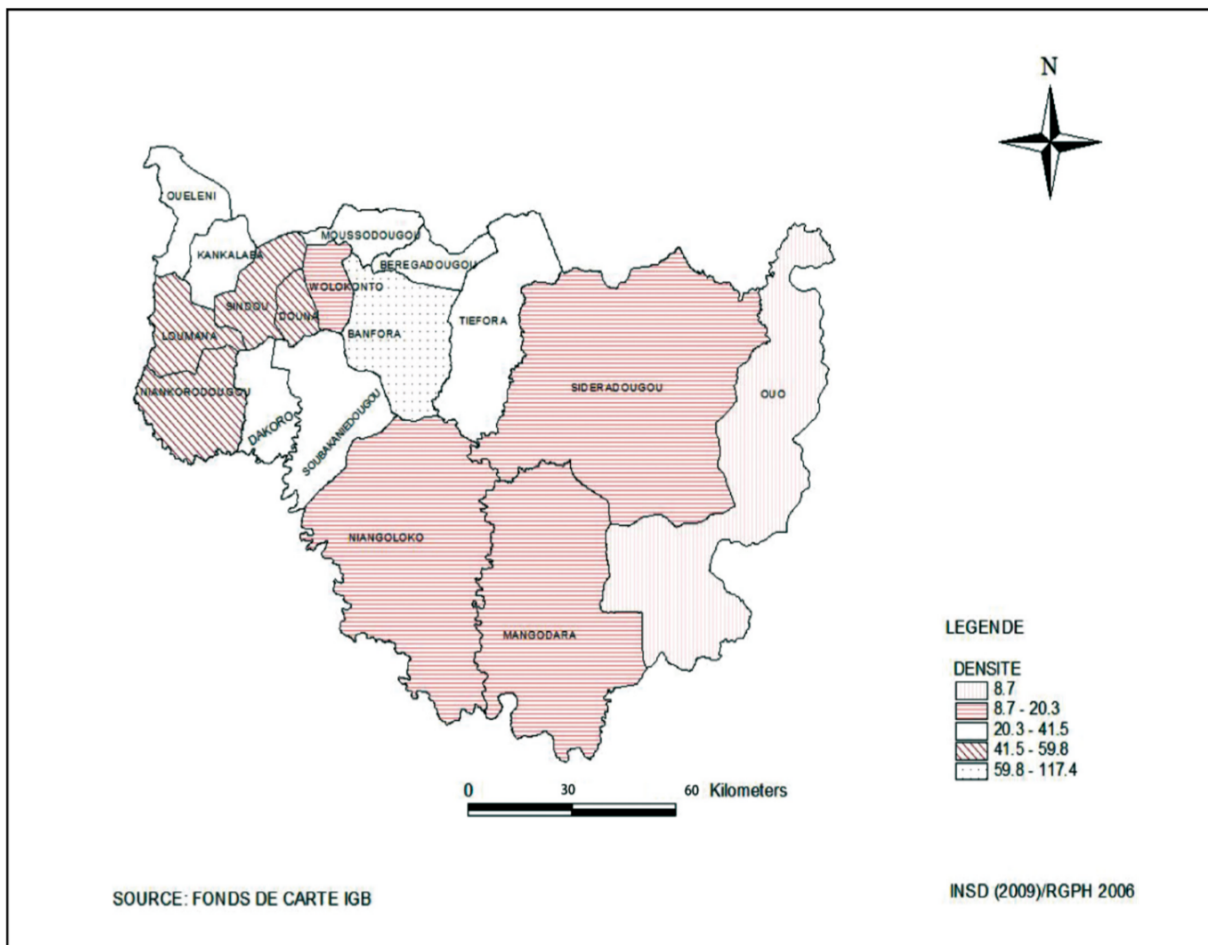 N
OUELENI
MOUSSODOUGOU
KANKALABA
BEREGADOUGOU
WOLOKONTO
SINDOU
DOUNA
LOUMANA
BANFORA
TIEFORA
NIANKORODOUGOU
SIDERADOUGOU
OUO
DAKORO
SOUBAKANIEDOUGOU
NIANGOLOKO
MANGODARA
LEGENDE
DENSITE
8.7
8.7 - 20.3
20.3 - 41.5
41.5 - 59.8
59.8 - 117.4
0 30 60 Kilometers
SOURCE: FONDS DE CARTE IGB
INSD (2009)/RGPH 2006